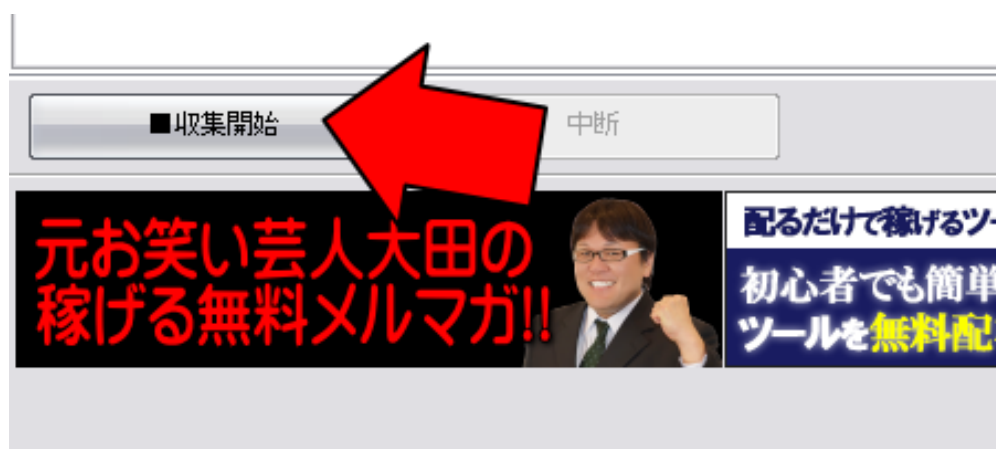 ■収集開始
中断
元お笑い芸人大田の
稼げる無料メルマガ!!
配るだけで稼げるツー
初心者でも簡単
ツールを無料配